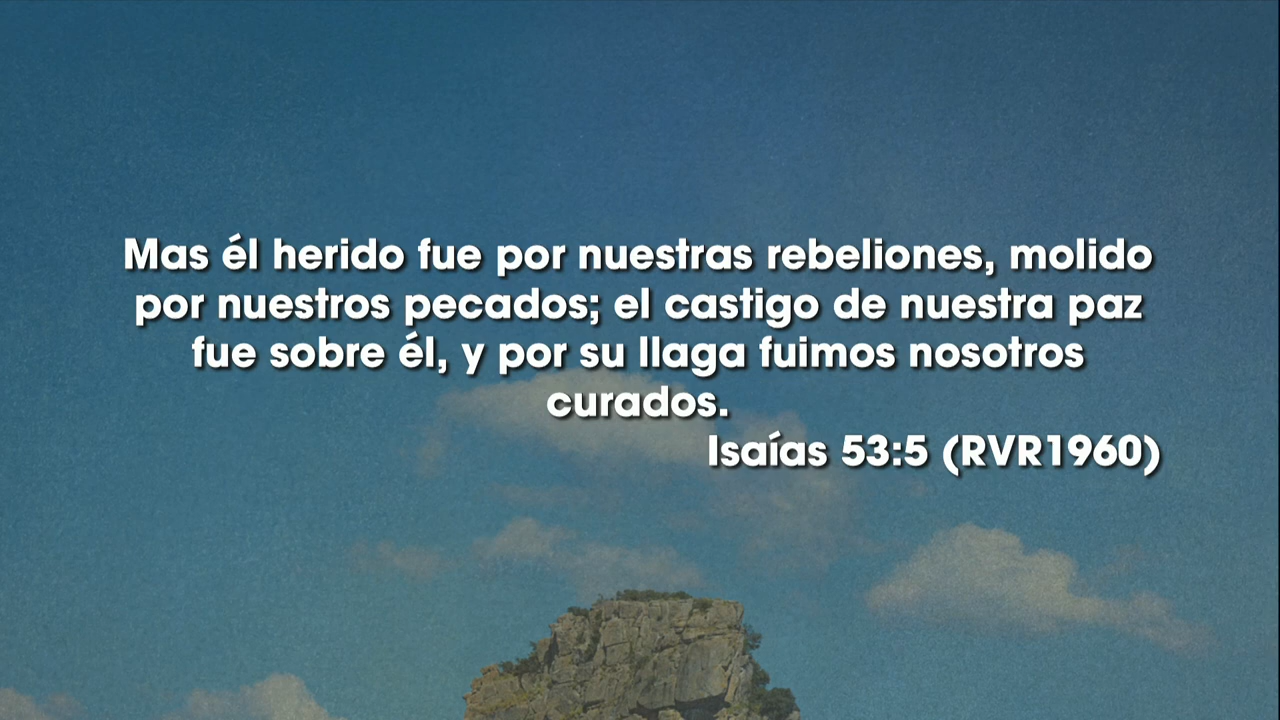 Mas él herido fue por nuestras rebeliones, molido
por nuestros pecados; el castigo de nuestra paz
fue sobre él, y por su llaga fuimos nosotros
curados.
Isaías 53:5 (RVR1960)